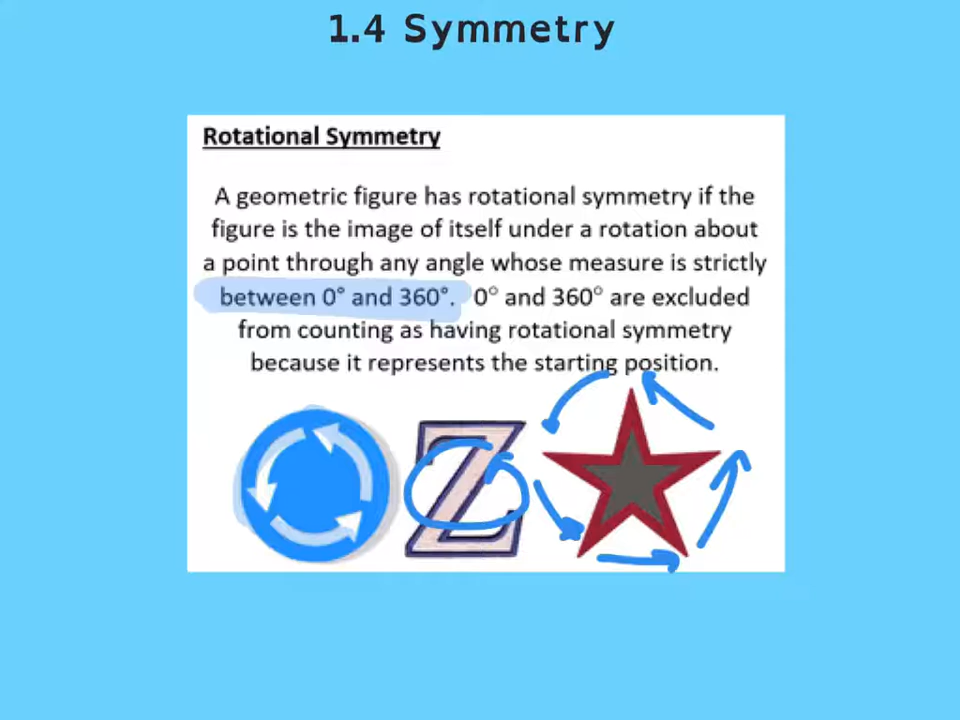 1.4 Symmetry
Rotational Symmetry
A geometric figure has rotational symmetry if the
figure is the image of itself under a rotation about
a point through any angle whose measure is strictly
between 0° and 360°. 0° and 360° are excluded
from counting as having rotational symmetry
because it represents the starting position.
Z